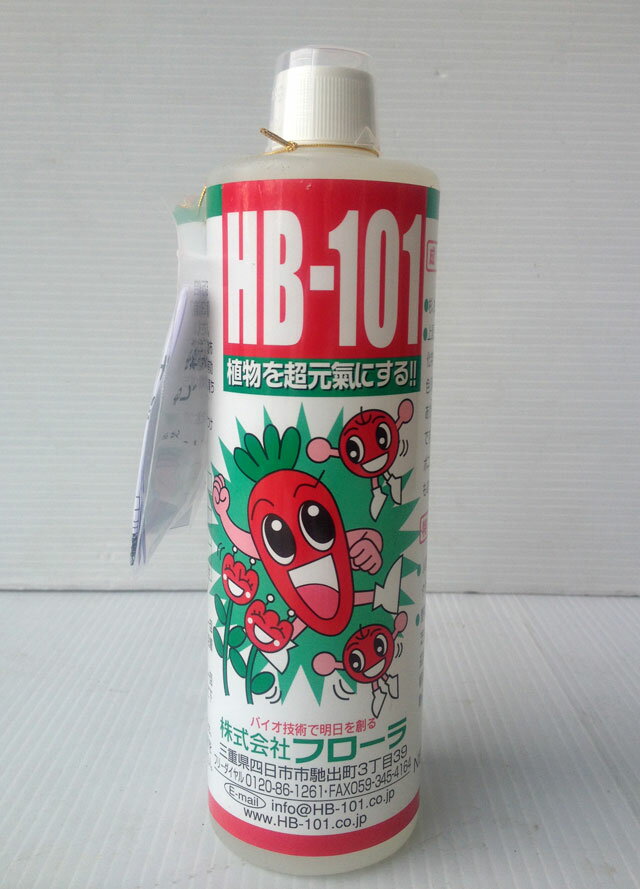 HB-101
植物を超元氣にする!!
バイオ技術で明日を創る
株式会社フローラ
三重県四日市市馳出町3丁目39
フリーダイヤル0120-86-1261・FAX059-345-4162
E-mail info@HB-101.co.jp
www.HB-101.co.jp